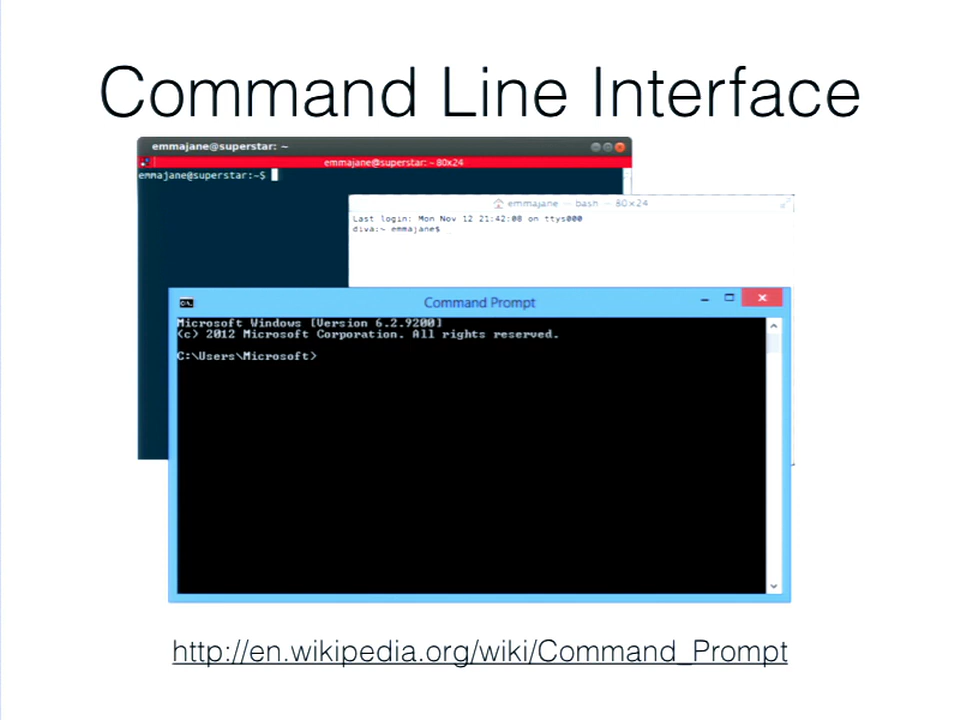 Command Line Interface
emmajane@superstar: ~
emmajane@superstar: ~ 80x24
emmajane@superstar:~$
emmajane — bash — 80×24
Last login: Mon Nov 12 21:42:08 on ttys000
diva:~ emmajane$
Command Prompt
Microsoft Windows [Version 6.2.9200]
(c) 2012 Microsoft Corporation. All rights reserved.
C:\Users\Microsoft>
http://en.wikipedia.org/wiki/Command_Prompt